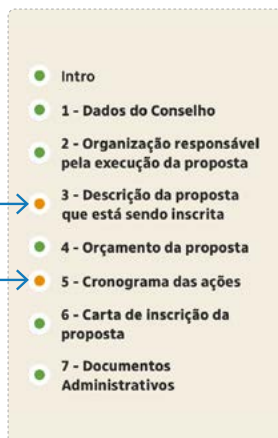 Intro
1 - Dados do Conselho
2 - Organização responsável
pela execução da proposta
3 - Descrição da proposta
que está sendo inscrita
4 - Orçamento da proposta
5 - Cronograma das ações
6 - Carta de inscrição da
proposta
7 - Documentos
Administrativos